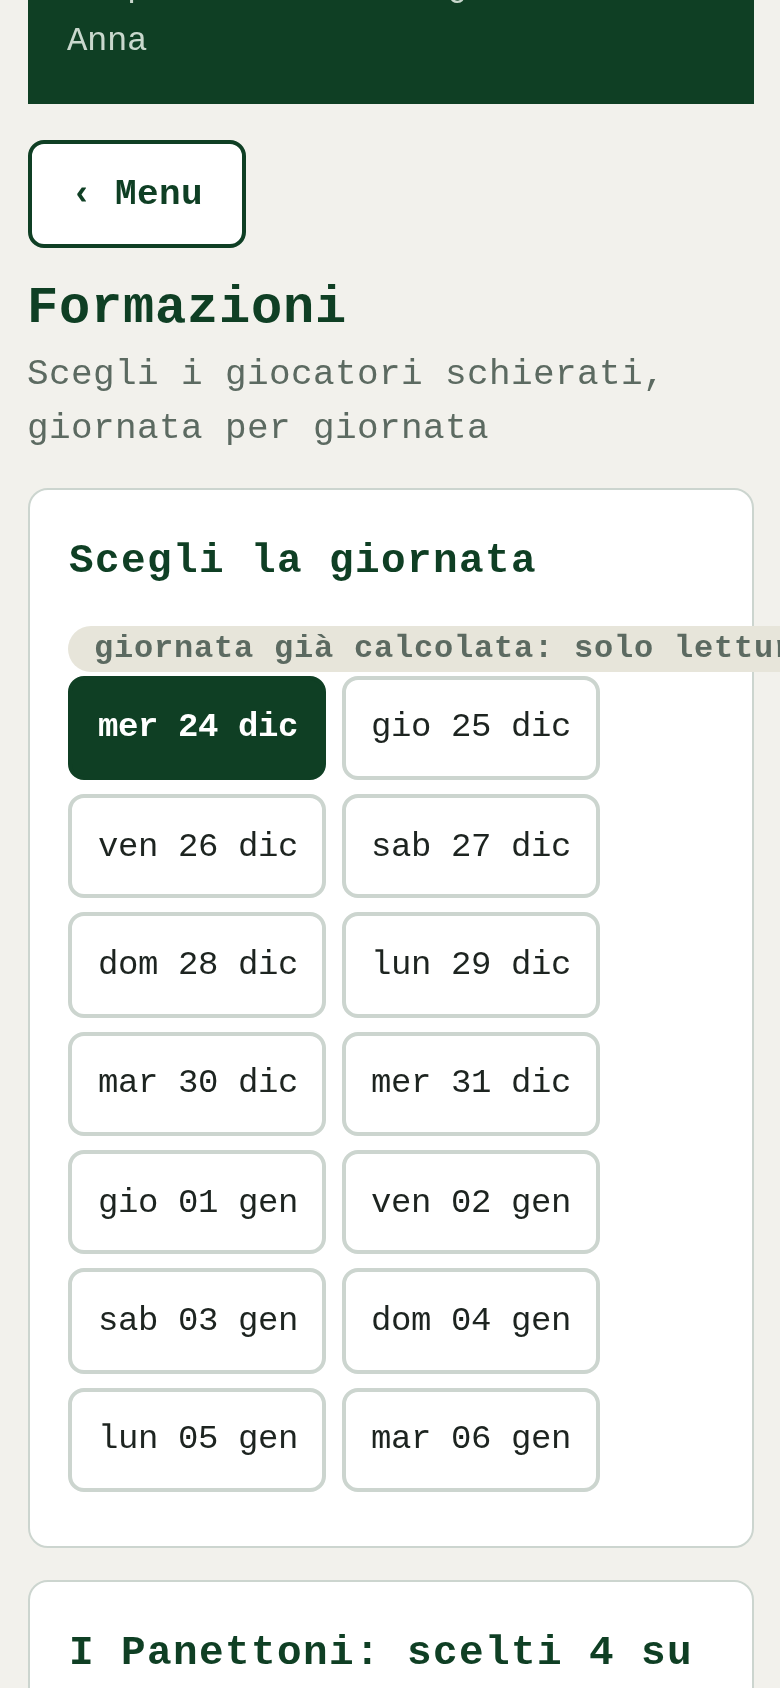 Anna
‹ Menu
Formazioni
Scegli i giocatori schierati,
giornata per giornata
Scegli la giornata
giornata già calcolata: solo lettur
mer 24 dic
gio 25 dic
ven 26 dic
sab 27 dic
dom 28 dic
lun 29 dic
mar 30 dic
mer 31 dic
gio 01 gen
ven 02 gen
sab 03 gen
dom 04 gen
lun 05 gen
mar 06 gen
I Panettoni: scelti 4 su